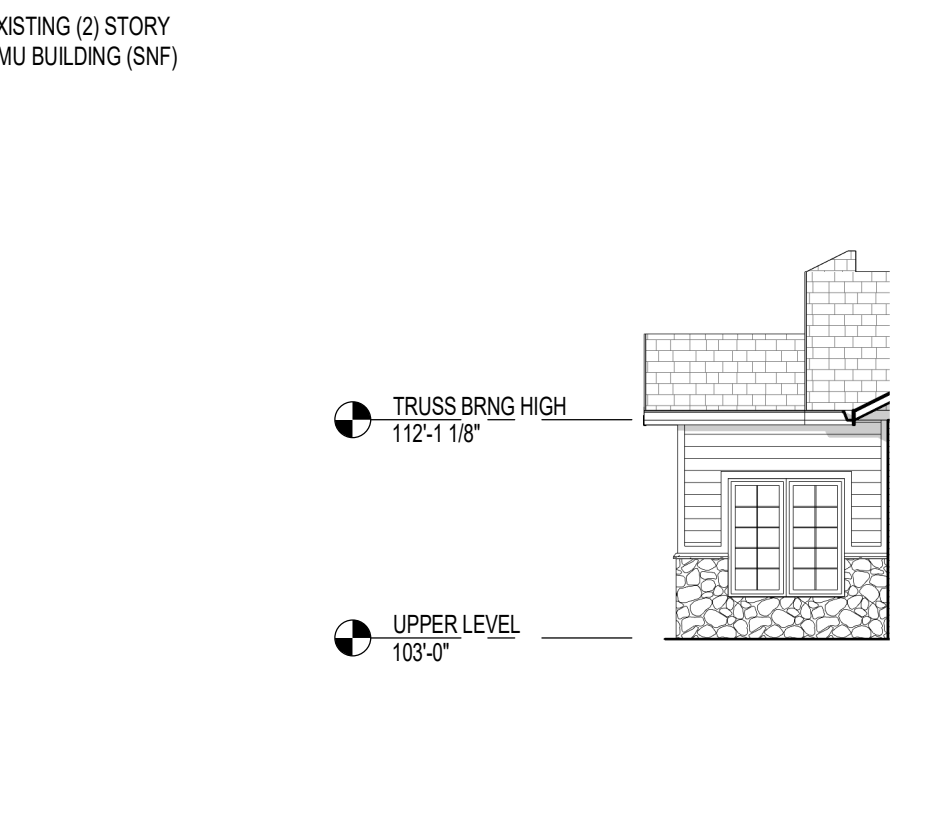 XISTING (2) STORY
MU BUILDING (SNF)
TRUSS BRNG HIGH
112'-1 1/8"
UPPER LEVEL
103'-0"